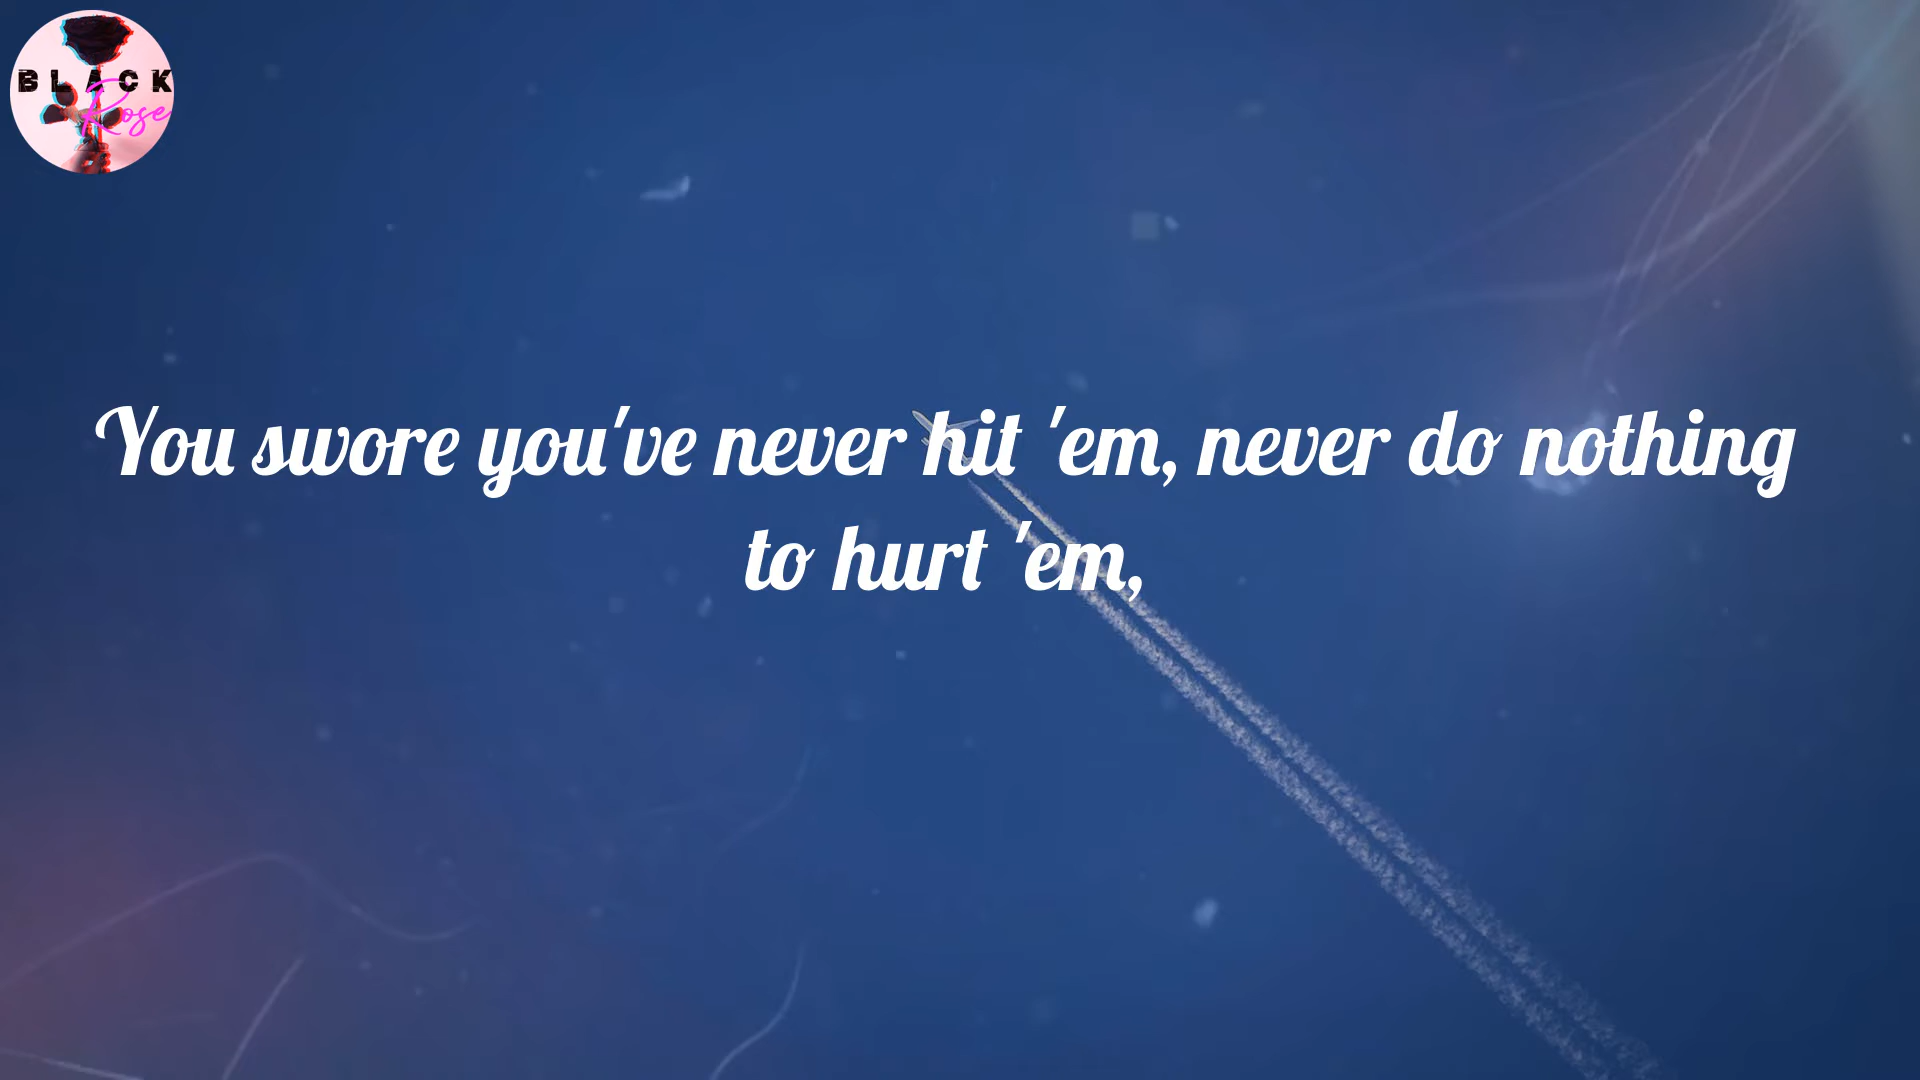 BLACK
Rose
You swore you've never hit 'em, never do nothing
to hurt 'em,